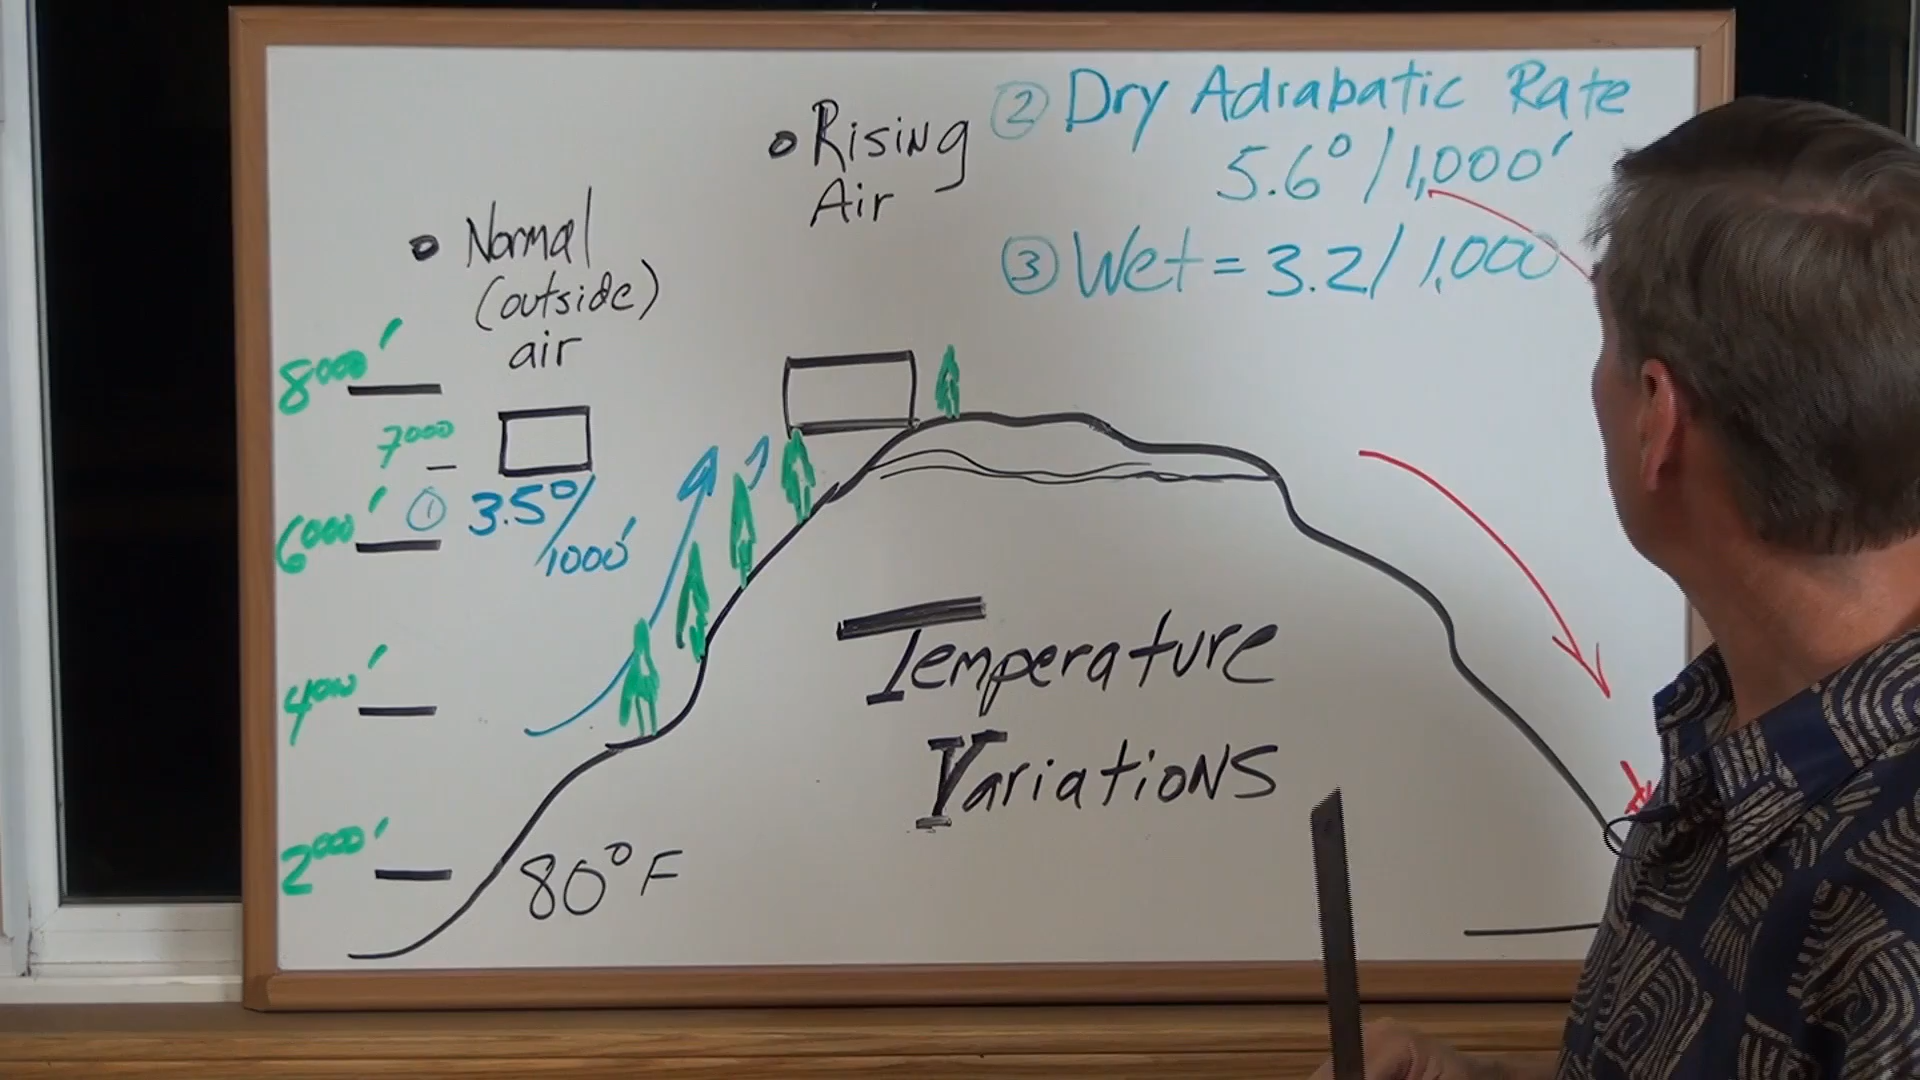 ② Dry Adiabatic Rate
5.6°/1,000'
③ Wet = 3.2/1,000
• Rising
Air
• Normal
(outside)
air
8000'
7000
6000'
① 3.5°/
1000'
4000'
2000'
80°F
Temperature
Variations